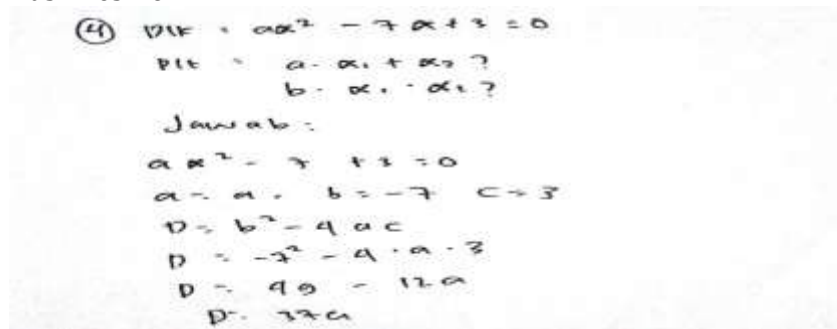 ④ Dik : ax² - 7x + 3 = 0
Dit : a. x₁ + x₂ ?
b. x₁ · x₂ ?
Jawab :
ax² - 7 + 3 = 0
a = a, b = -7 c = 3
D = b² - 4ac
D = -7² - 4 · a · 3
D = 49 - 12a
D = 37a